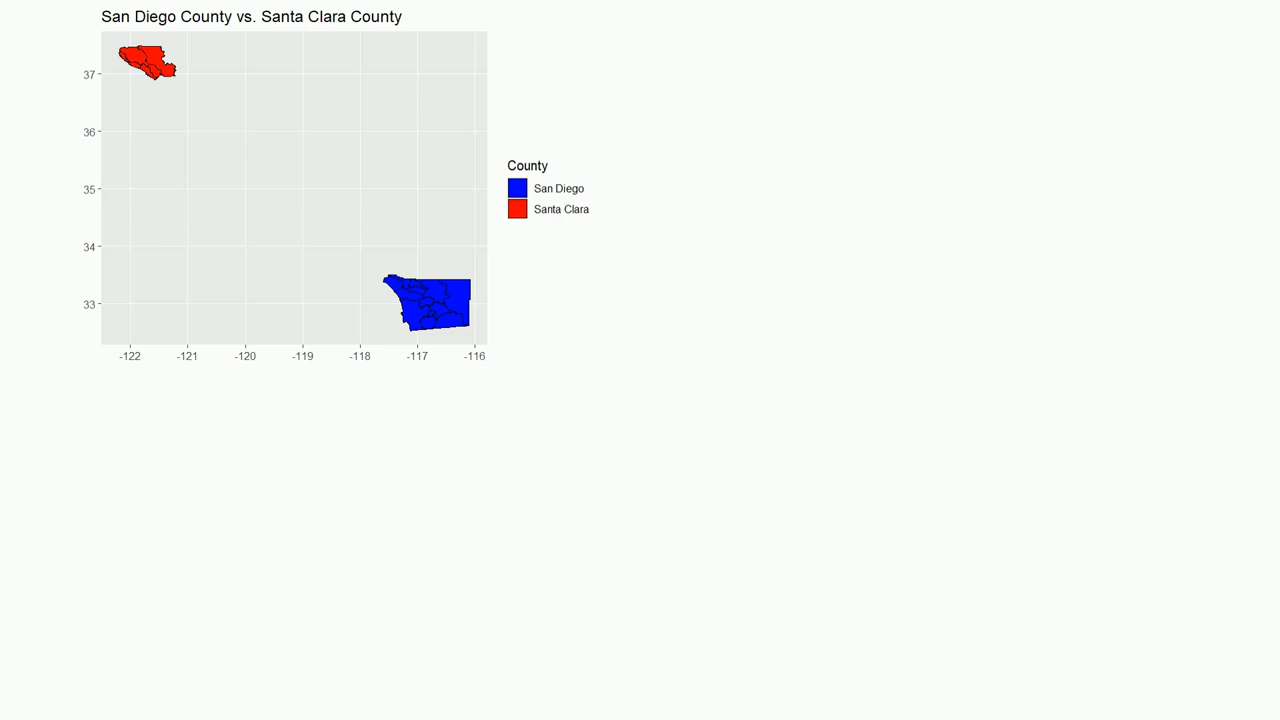 San Diego County vs. Santa Clara County
37
36
35
34
33
-122 -121 -120 -119 -118 -117 -116
County
San Diego
Santa Clara